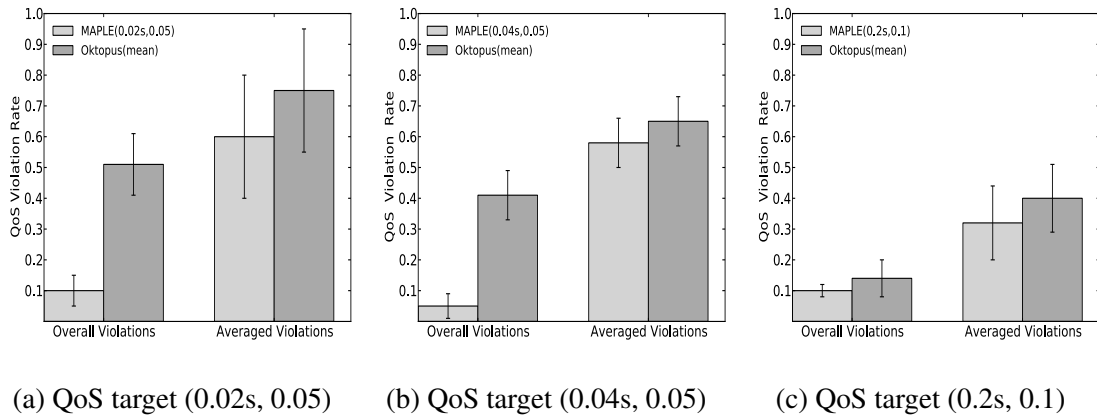 1.0
0.9
0.8
0.7
0.6
0.5
0.4
0.3
0.2
0.1
QoS Violation Rate
MAPLE(0.02s,0.05)
Oktopus(mean)
Overall Violations
Averaged Violations
(a) QoS target (0.02s, 0.05)
1.0
0.9
0.8
0.7
0.6
0.5
0.4
0.3
0.2
0.1
QoS Violation Rate
MAPLE(0.04s,0.05)
Oktopus(mean)
Overall Violations
Averaged Violations
(b) QoS target (0.04s, 0.05)
1.0
0.9
0.8
0.7
0.6
0.5
0.4
0.3
0.2
0.1
QoS Violation Rate
MAPLE(0.2s,0.1)
Oktopus(mean)
Overall Violations
Averaged Violations
(c) QoS target (0.2s, 0.1)